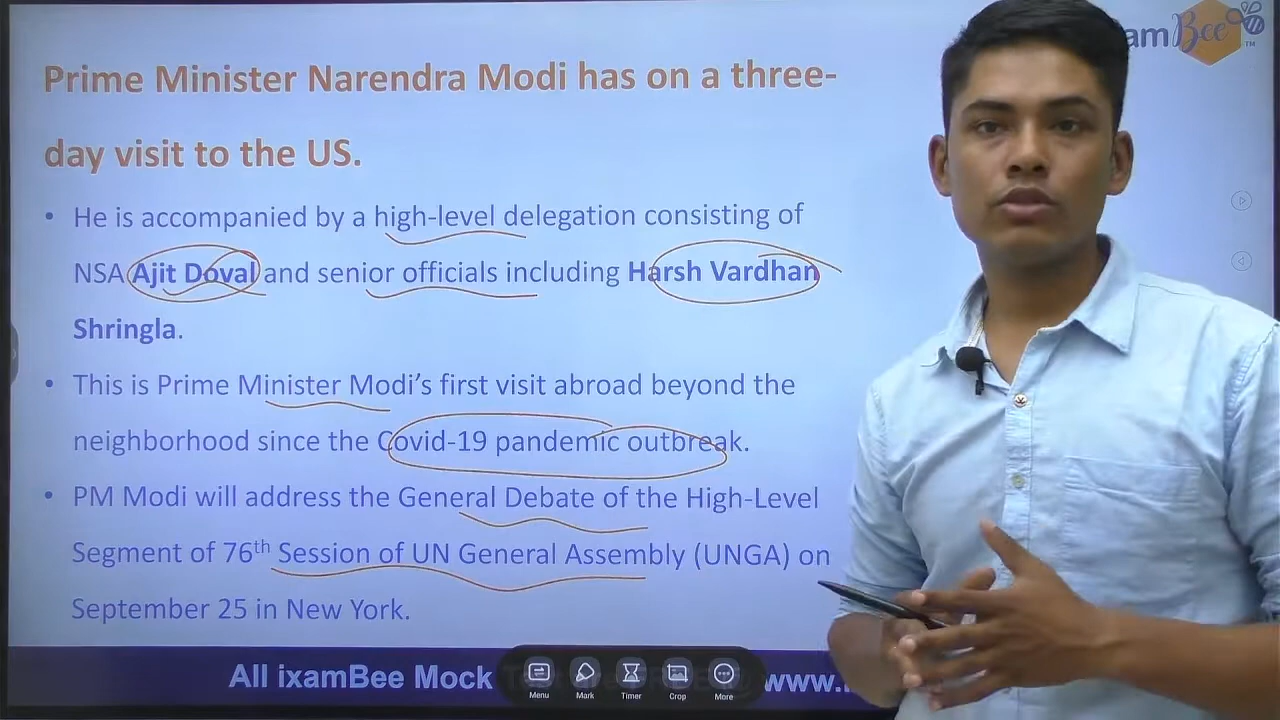 am Bee
TM
Prime Minister Narendra Modi has on a three-
day visit to the US.
• He is accompanied by a high-level delegation consisting of
NSA Ajit Doval and senior officials including Harsh Vardhan
Shringla.
• This is Prime Minister Modi's first visit abroad beyond the
neighborhood since the Covid-19 pandemic outbreak.
• PM Modi will address the General Debate of the High-Level
Segment of 76th Session of UN General Assembly (UNGA) on
September 25 in New York.
All ixamBee Mock www.
Menu Mark Timer Crop More